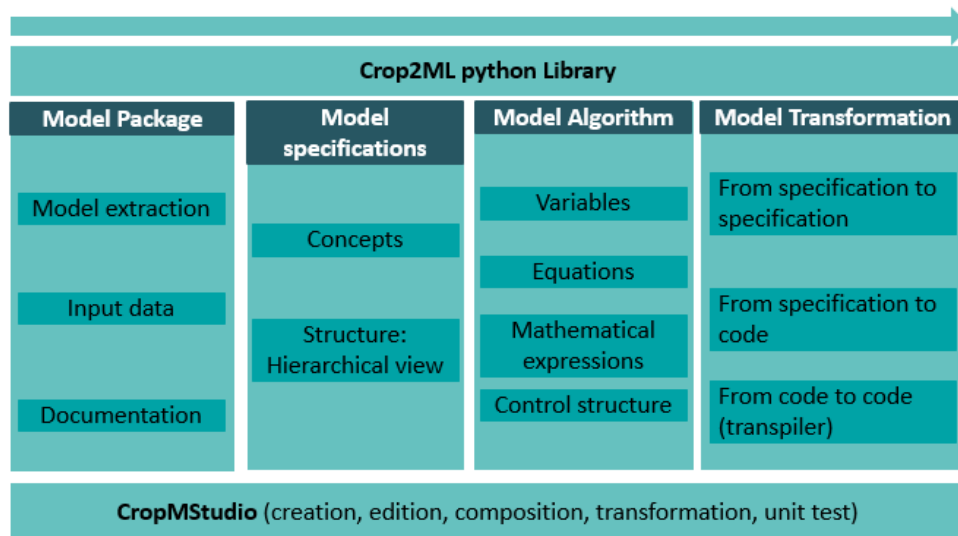 Crop2ML python Library
Model Package
Model extraction
Input data
Documentation
Model
specifications
Concepts
Structure:
Hierarchical view
Model Algorithm
Variables
Equations
Mathematical
expressions
Control structure
Model Transformation
From specification to
specification
From specification to
code
From code to code
(transpiler)
CropMStudio (creation, edition, composition, transformation, unit test)